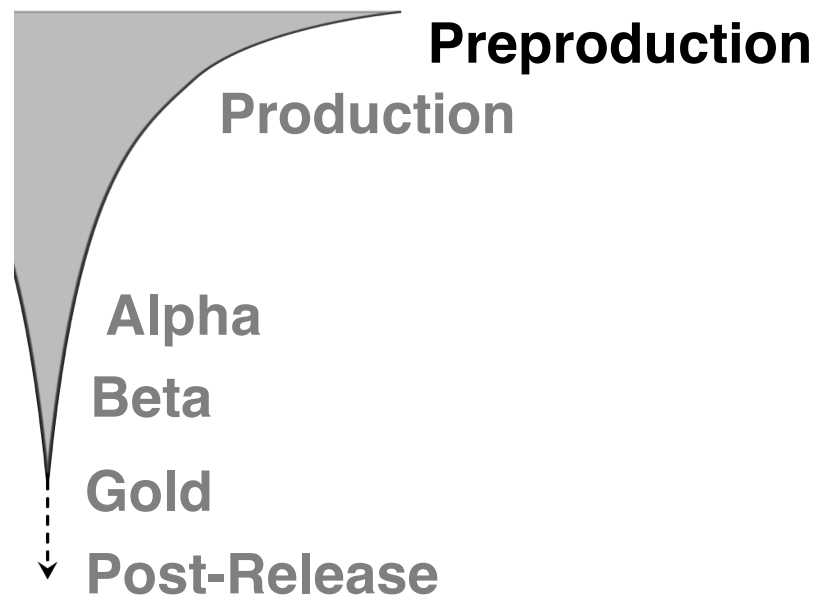 Preproduction
Production
Alpha
Beta
Gold
Post-Release